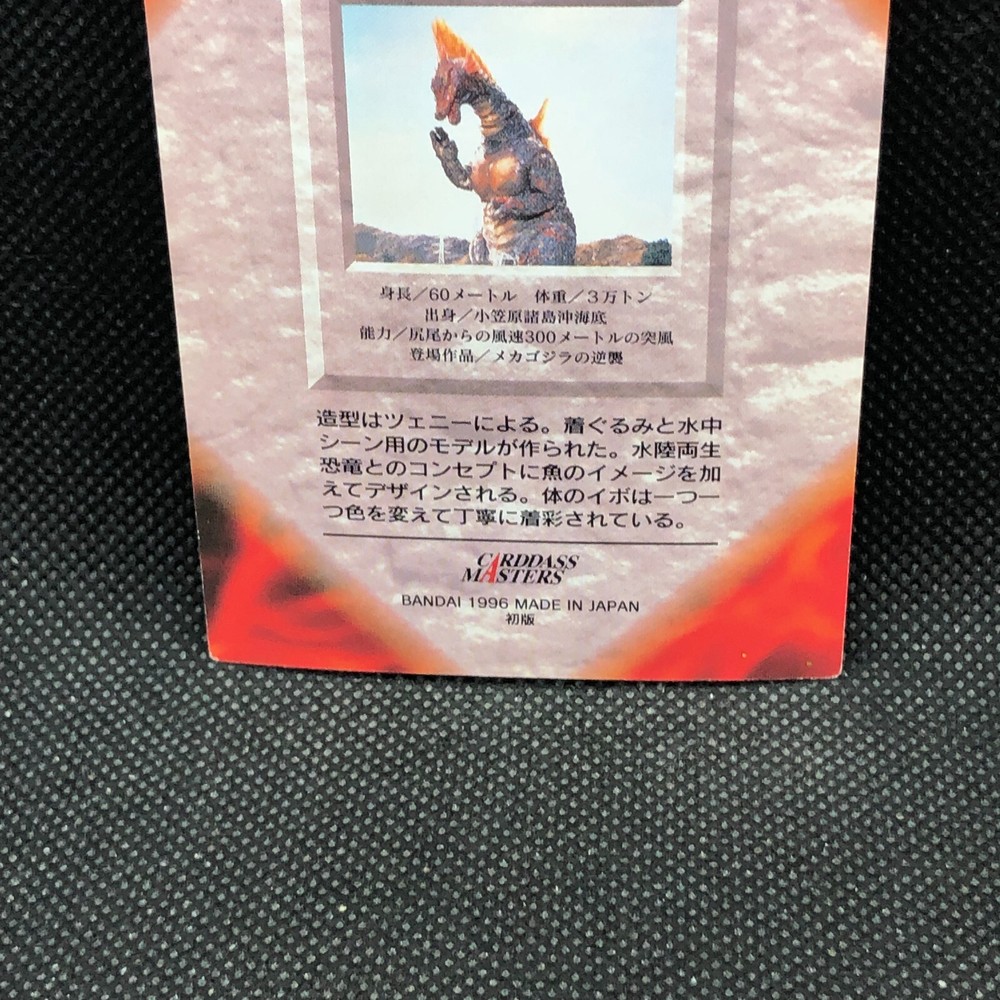 身長／60メートル　体重／3万トン
出身／小笠原諸島沖海底
能力／尻尾からの風速300メートルの突風
登場作品／メカゴジラの逆襲
造型はツェニーによる。着ぐるみと水中
シーン用のモデルが作られた。水陸両生
恐竜とのコンセプトに魚のイメージを加
えてデザインされる。体のイボは一つ一
つ色を変えて丁寧に着彩されている。
CARDDASS
MASTERS
BANDAI 1996 MADE IN JAPAN
初版